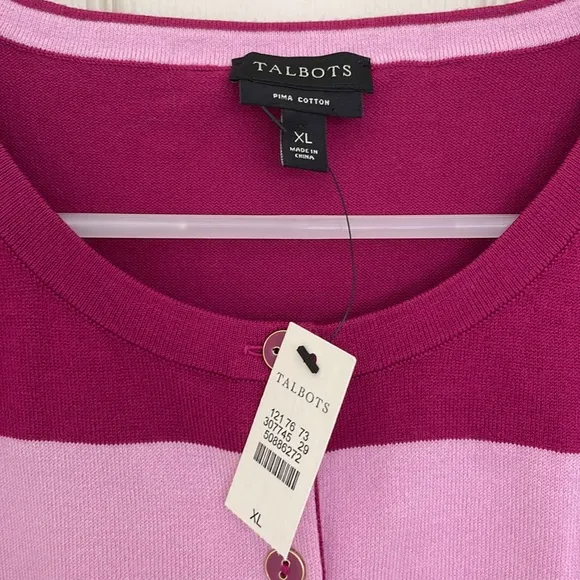 TALBOTS
PIMA COTTON
XL
MADE IN
CHINA
TALBOTS
121 76 73
307745 29
50886272
XL